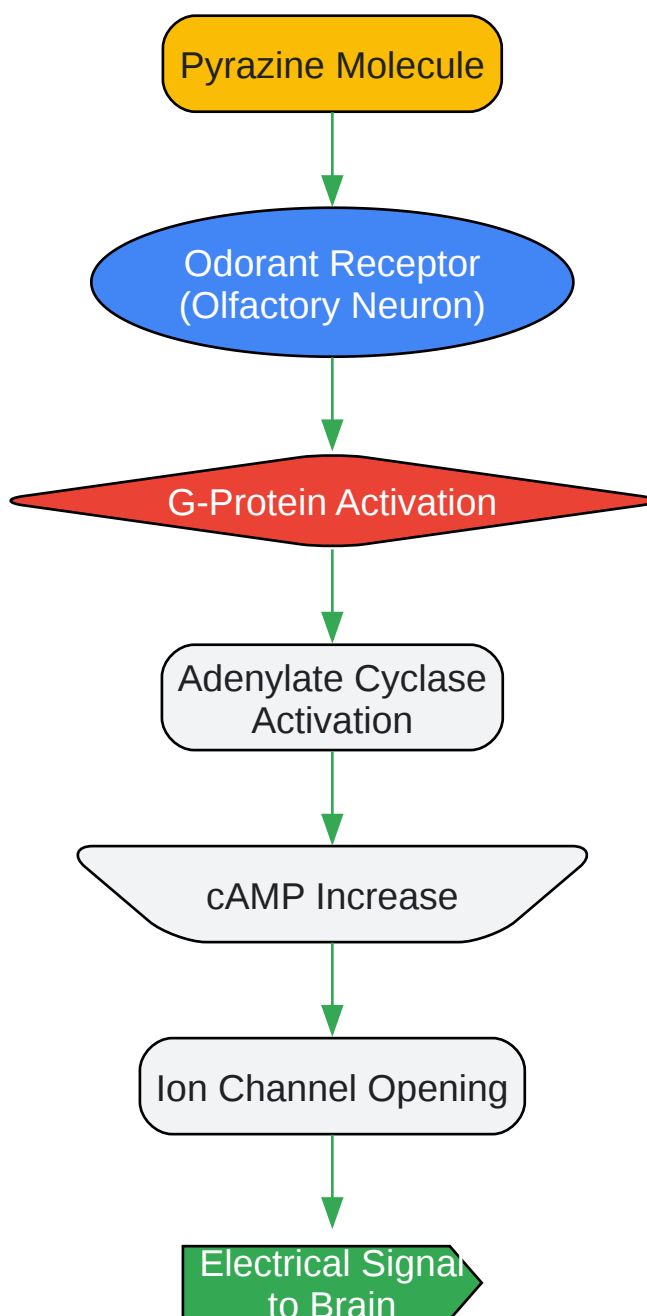 Pyrazine Molecule
Odorant Receptor
(Olfactory Neuron)
G-Protein Activation
Adenylate Cyclase
Activation
cAMP Increase
Ion Channel Opening
Electrical Signal
to Brain